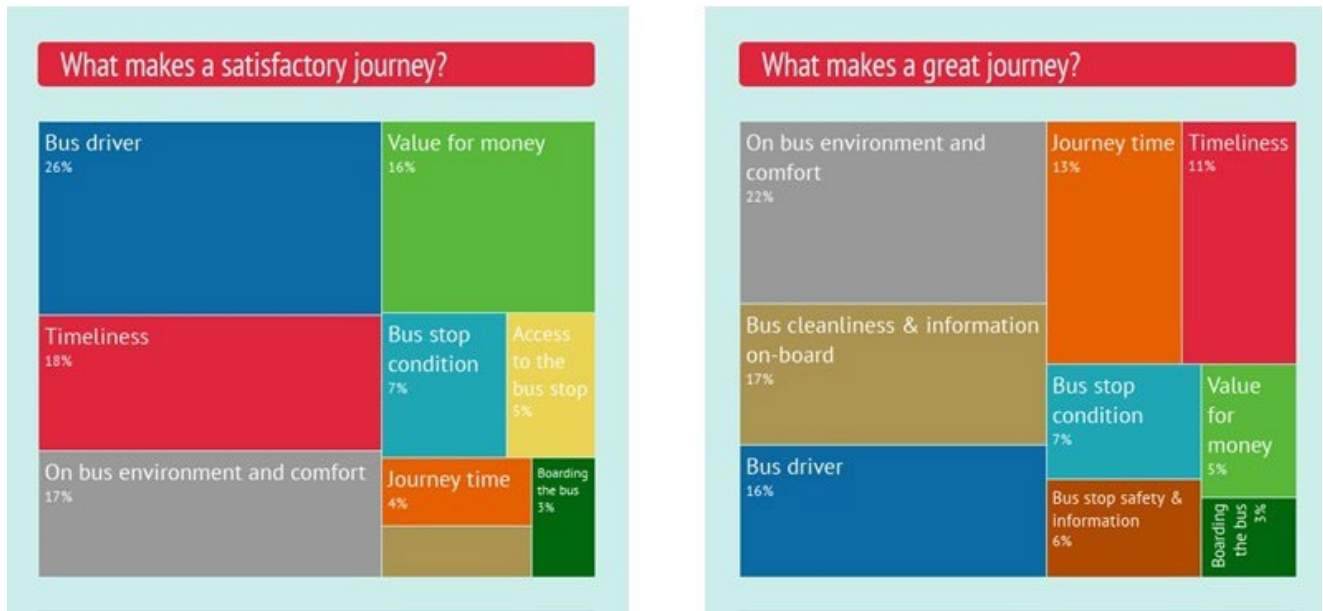 What makes a satisfactory journey?
Bus driver
26%
Value for money
16%
Timeliness
18%
Bus stop
condition
7%
Access
to the
bus stop
5%
On bus environment and comfort
17%
Journey time
4%
Boarding
the bus
3%
What makes a great journey?
On bus environment and
comfort
22%
Journey time
13%
Timeliness
11%
Bus cleanliness & information
on-board
17%
Bus stop
condition
7%
Value
for
money
5%
Bus driver
16%
Bus stop safety &
information
6%
Boarding
the bus
3%